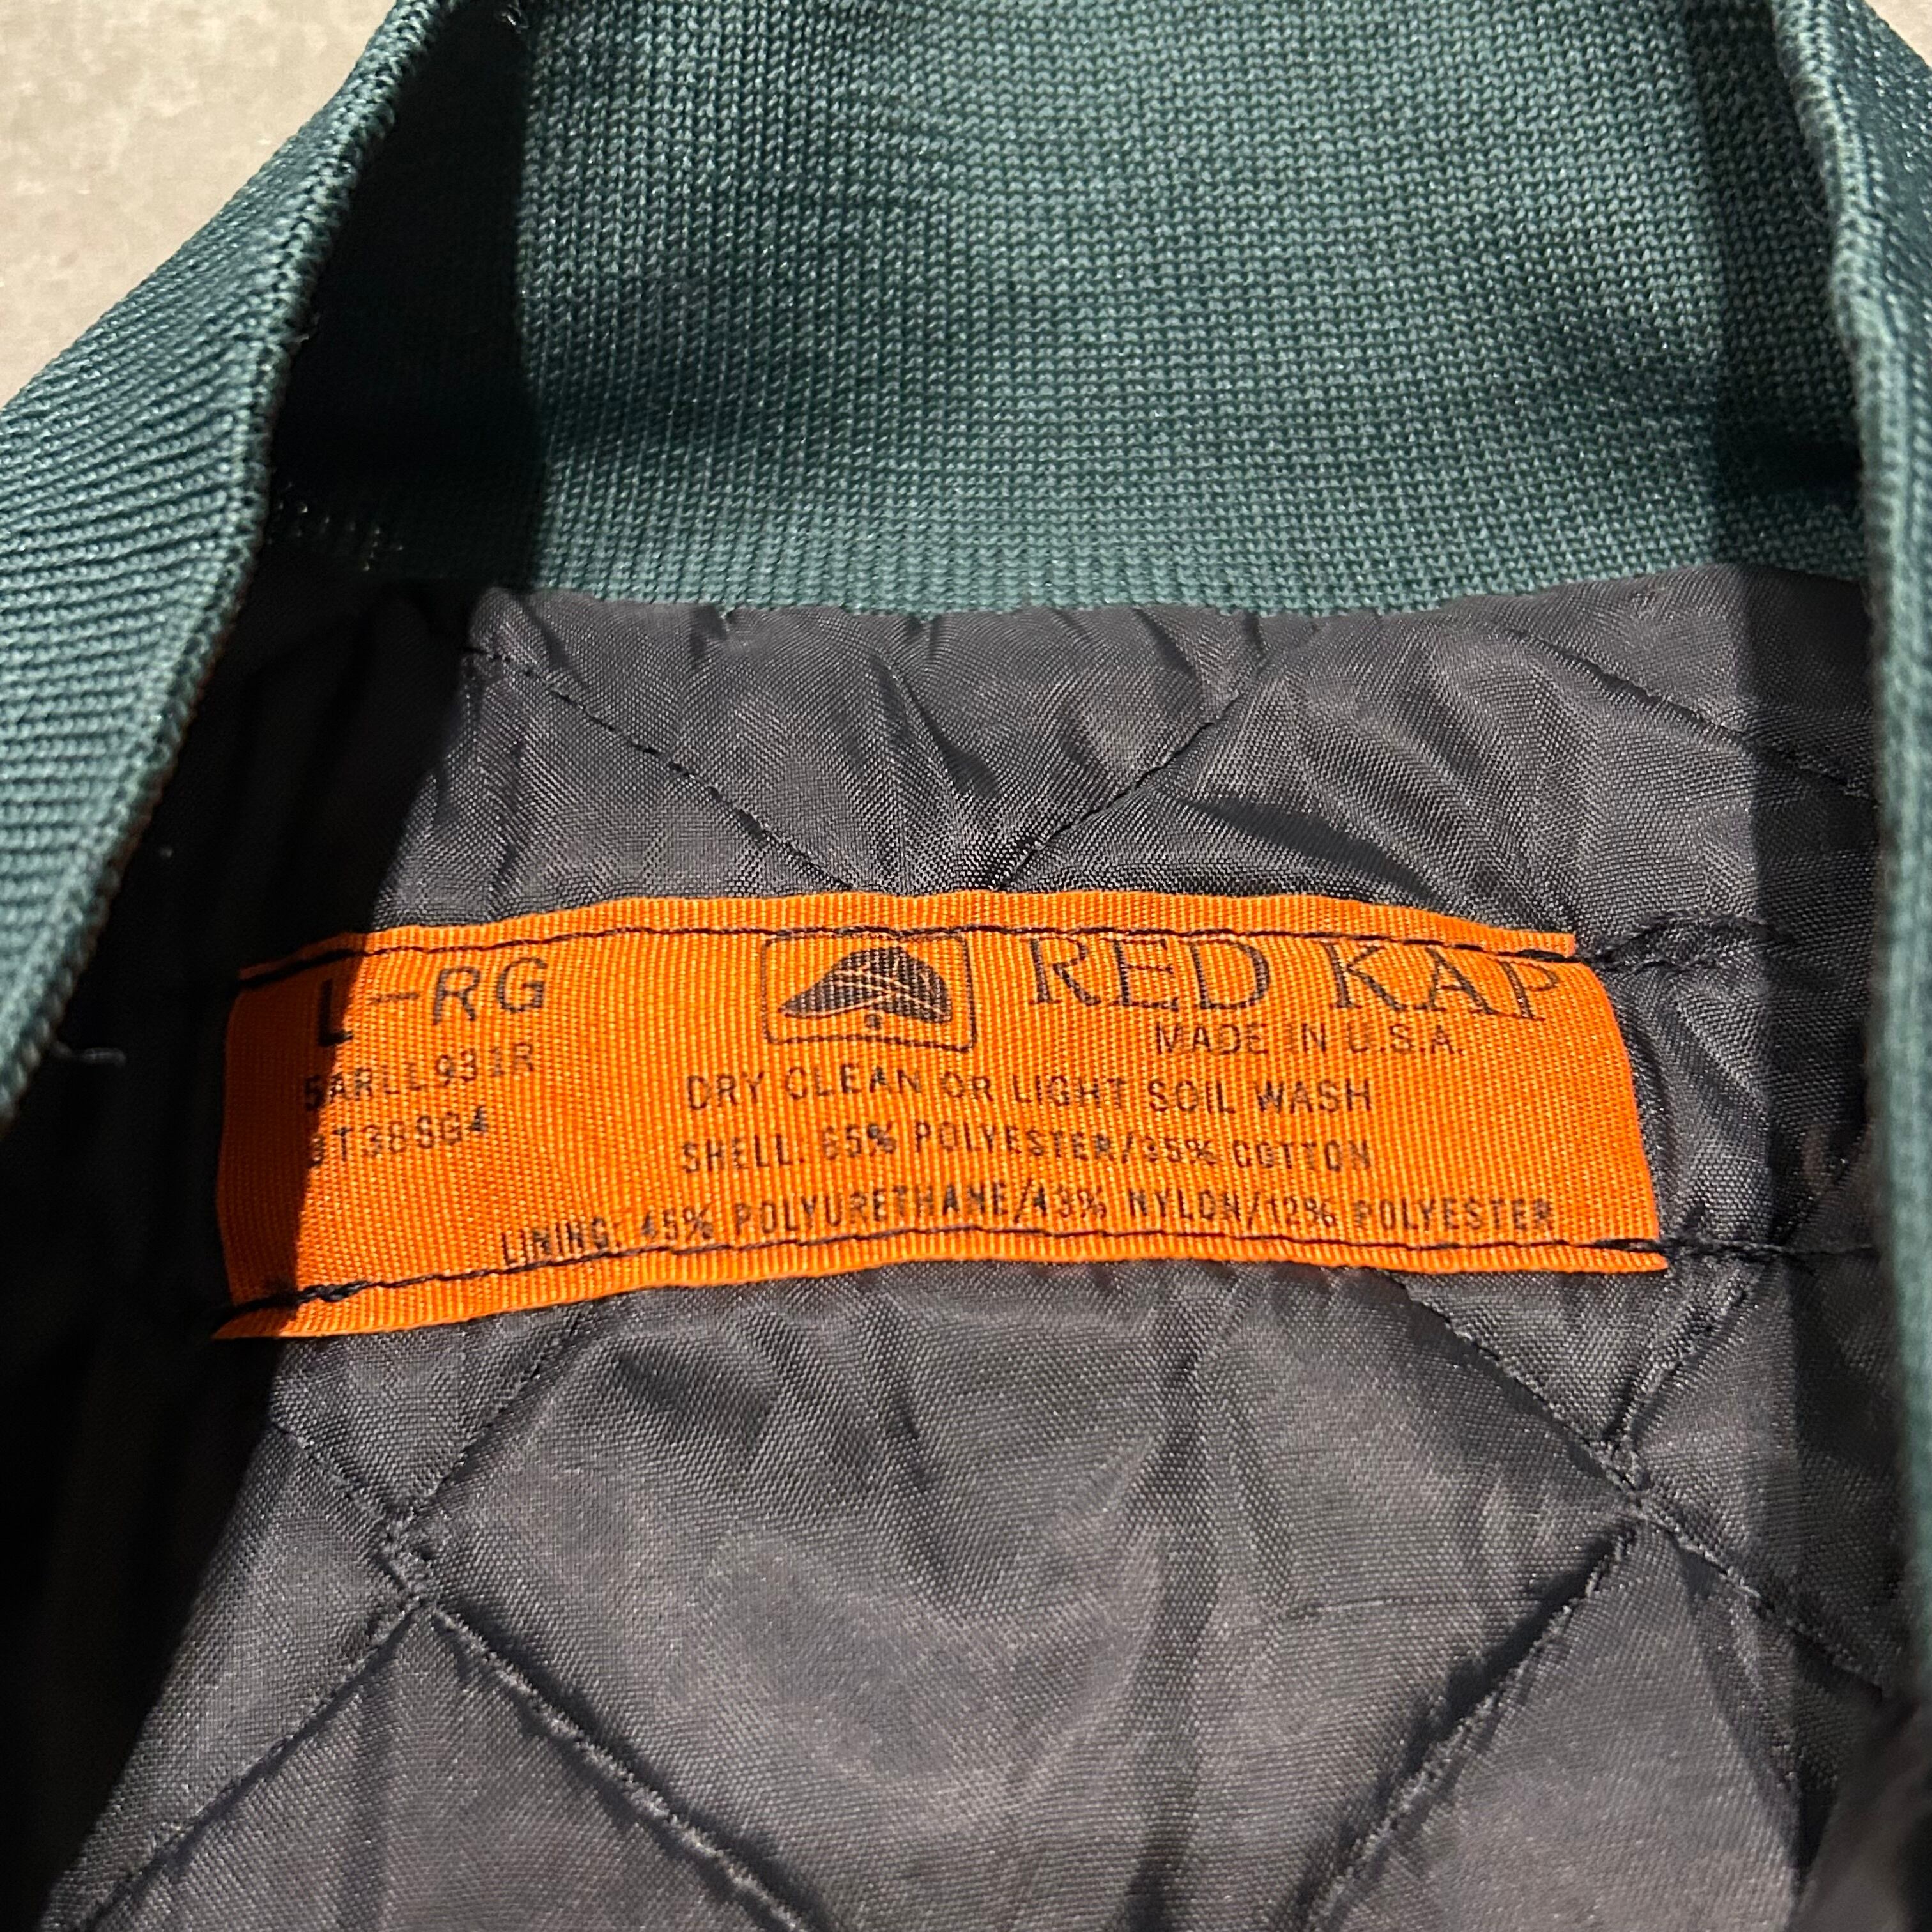 L-RG
RED KAP
MADE IN U.S.A.
DRY CLEAN OR LIGHT SOIL WASH
SHELL: 65% POLYESTER/35% COTTON
LINING: 45% POLYURETHANE/43% NYLON/12% POLYESTER